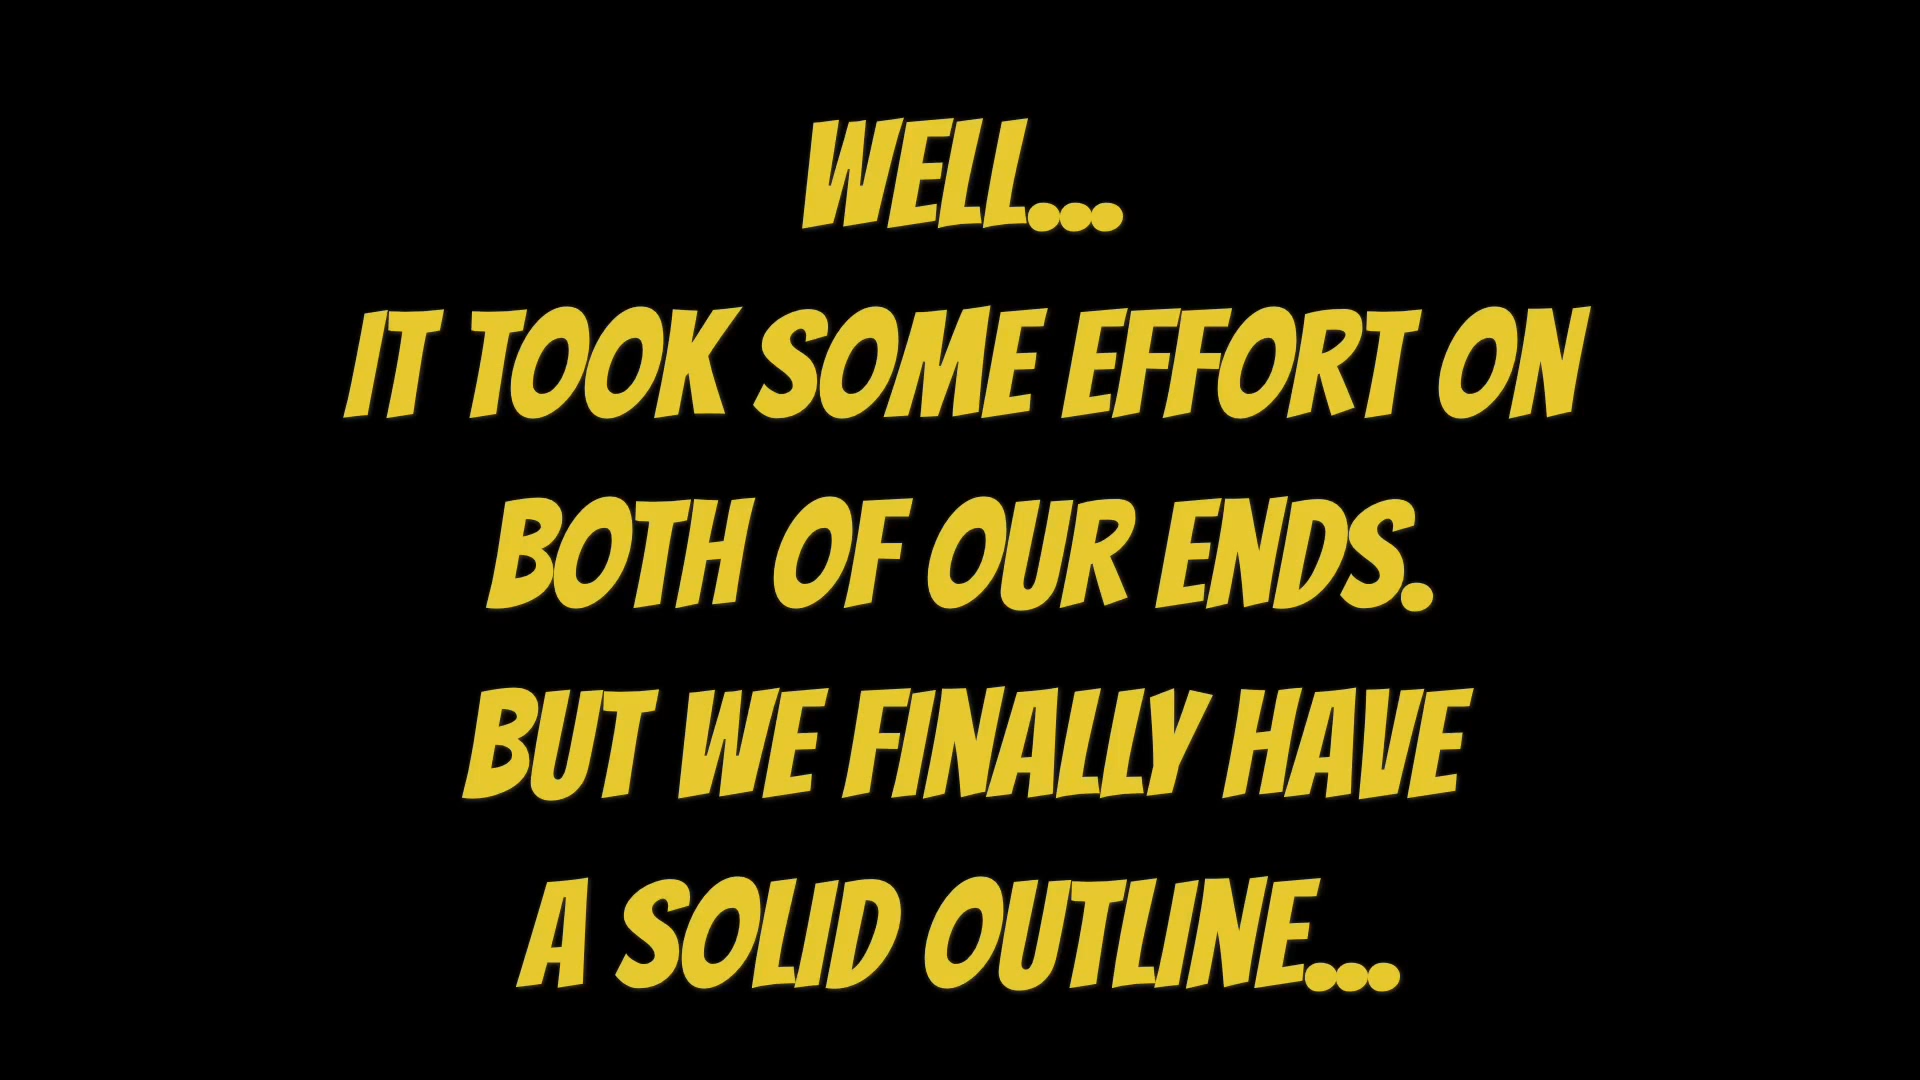 WELL...
IT TOOK SOME EFFORT ON
BOTH OF OUR ENDS.
BUT WE FINALLY HAVE
A SOLID OUTLINE...